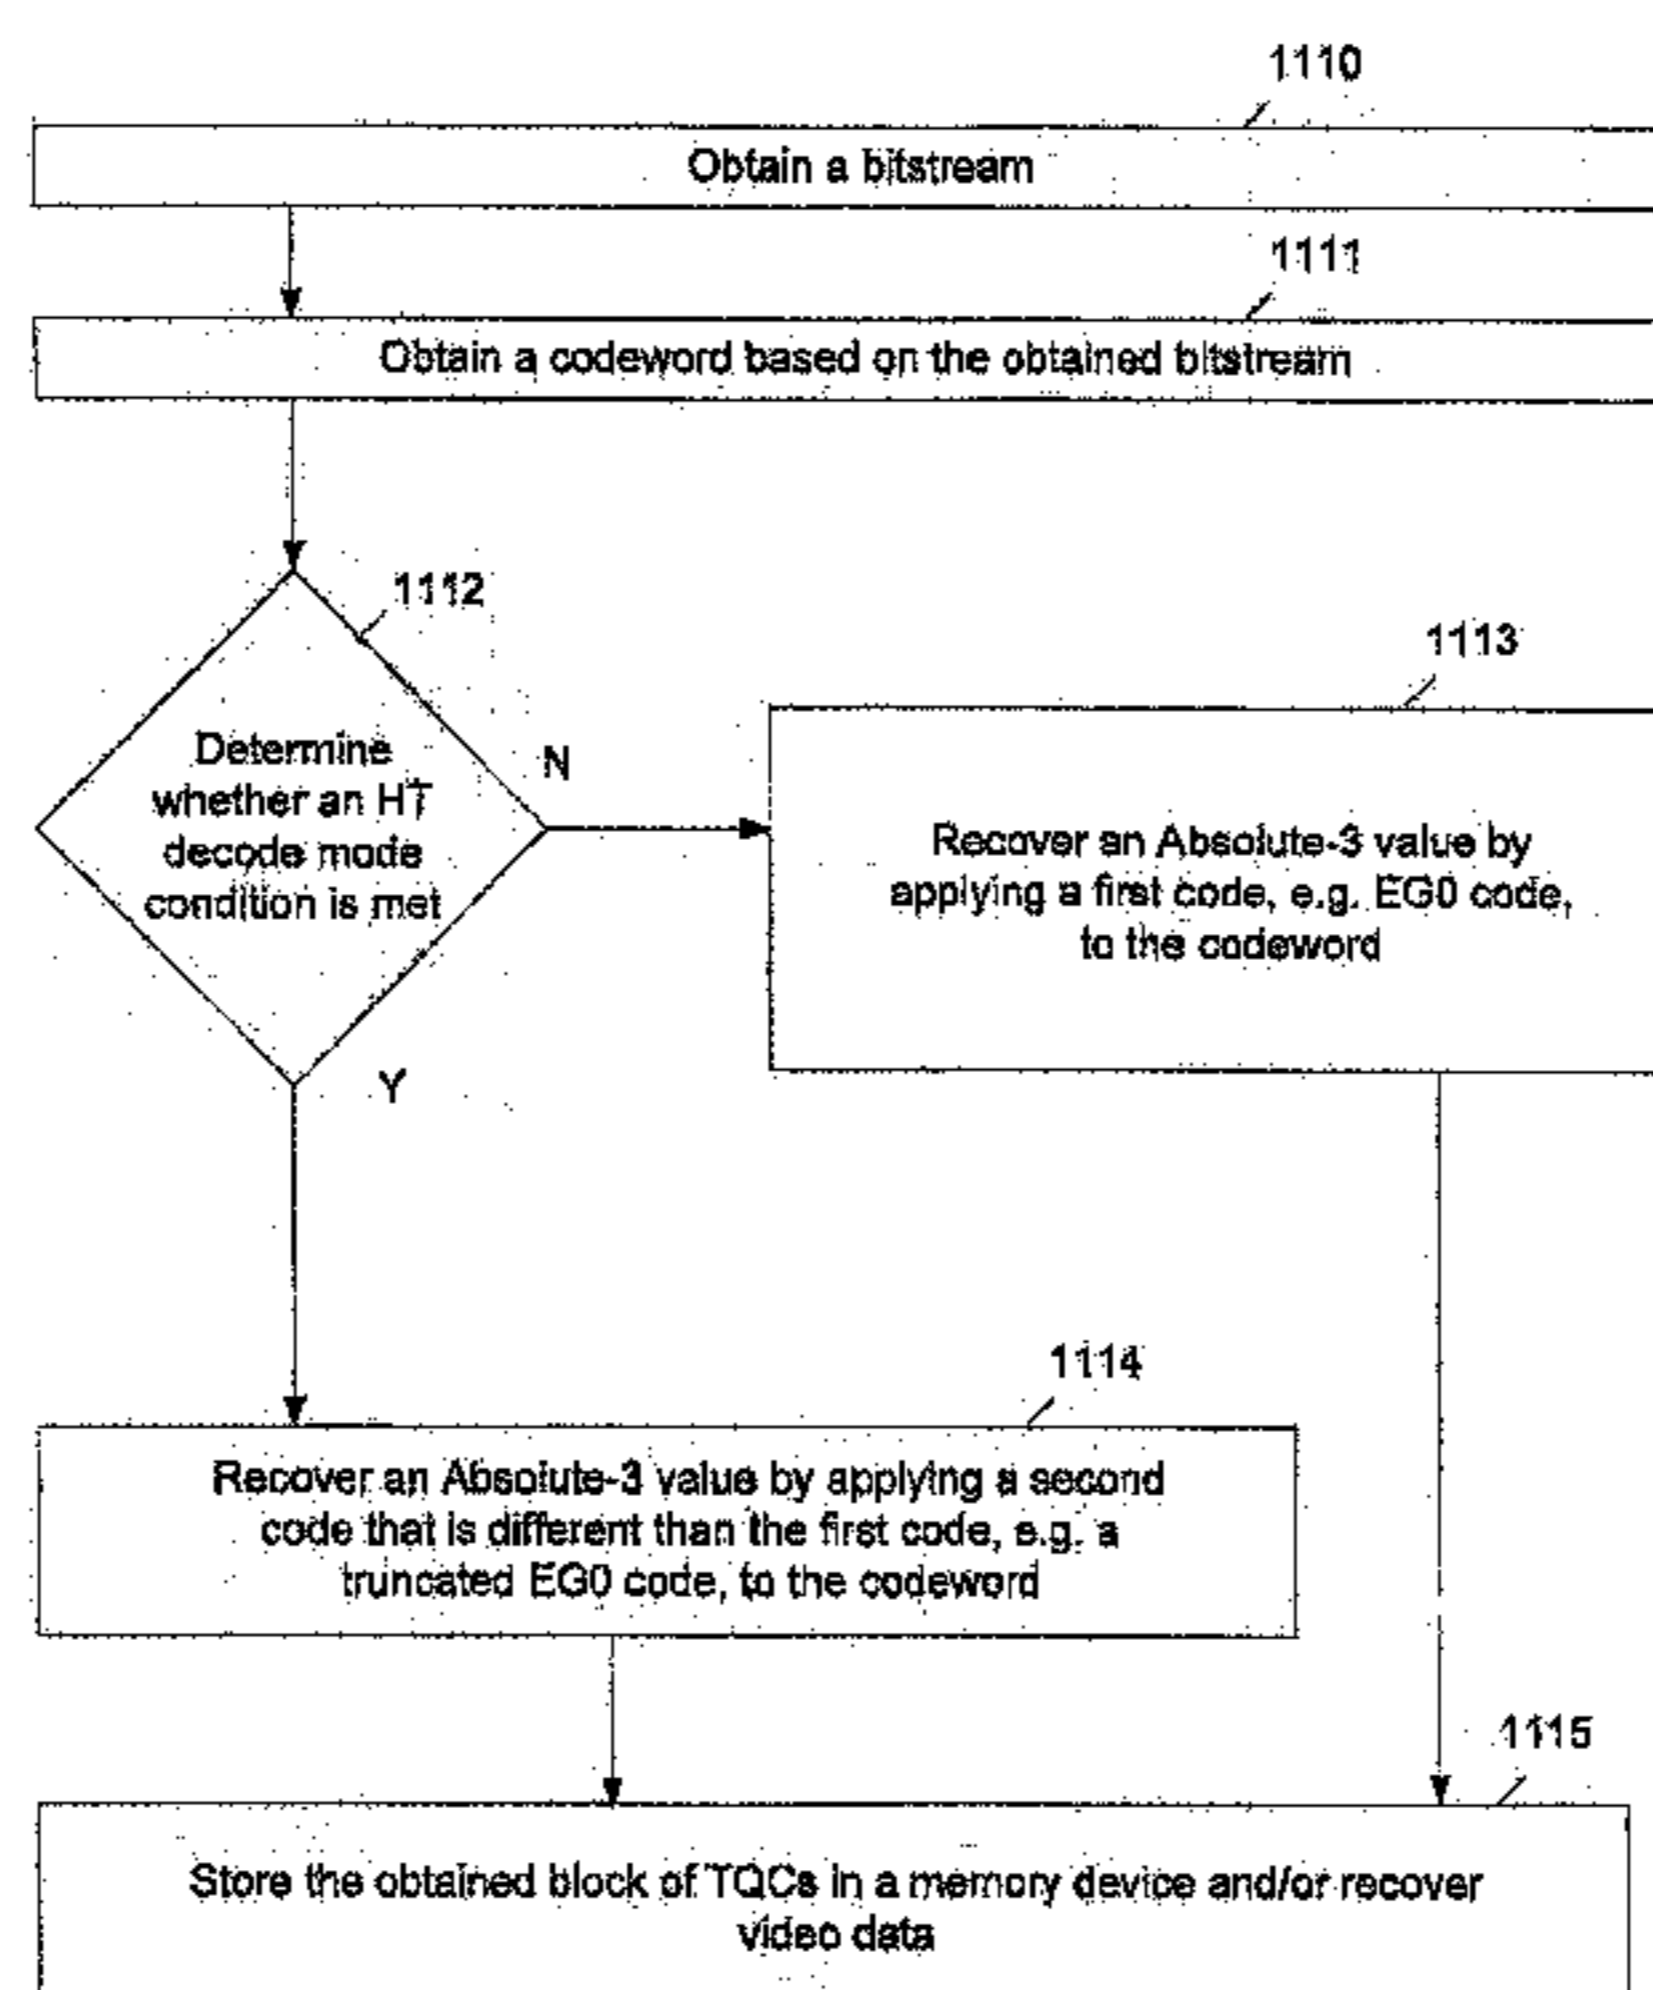 1110
Obtain a bitstream
1111
Obtain a codeword based on the obtained bitstream
1112
Determine
whether an HT
decode mode
condition is met
N
Y
1113
Recover an Absolute-3 value by
applying a first code, e.g. EG0 code,
to the codeword
1114
Recover an Absolute-3 value by applying a second
code that is different than the first code, e.g. a
truncated EG0 code, to the codeword
1115
Store the obtained block of TQCs in a memory device and/or recover
video data